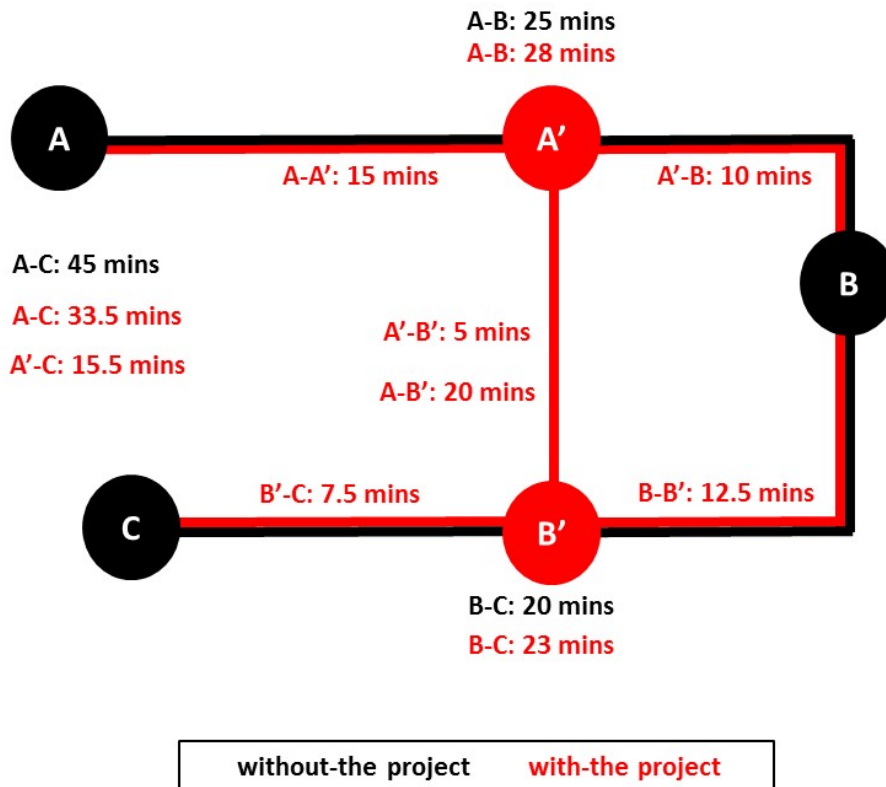 A-B: 25 mins
A-B: 28 mins
A
A’
A-A’: 15 mins
A’-B: 10 mins
A-C: 45 mins
B
A-C: 33.5 mins
A’-B’: 5 mins
A’-C: 15.5 mins
A-B’: 20 mins
B’-C: 7.5 mins
B-B’: 12.5 mins
C
B’
B-C: 20 mins
B-C: 23 mins
without-the project with-the project